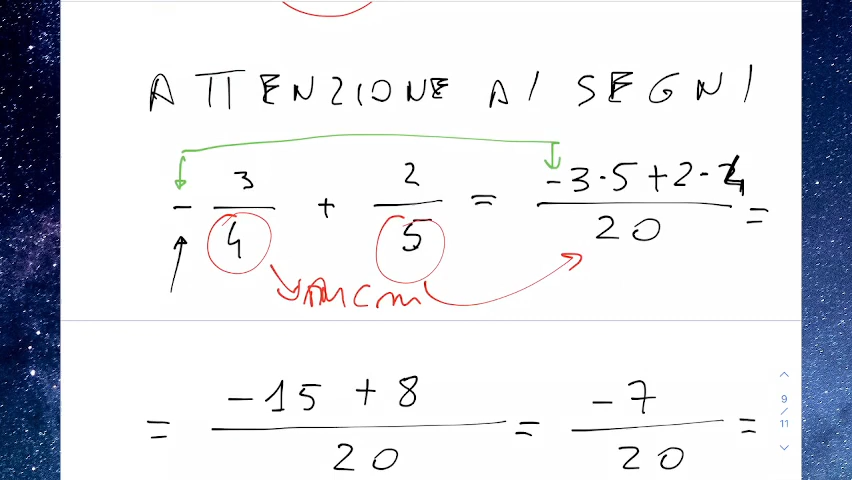 ATTENZIONE AI SEGNI
- 3/4 + 2/5 = (-3·5+2·4)/20 =
mcm
= (-15+8)/20 = -7/20 =
9
/
11